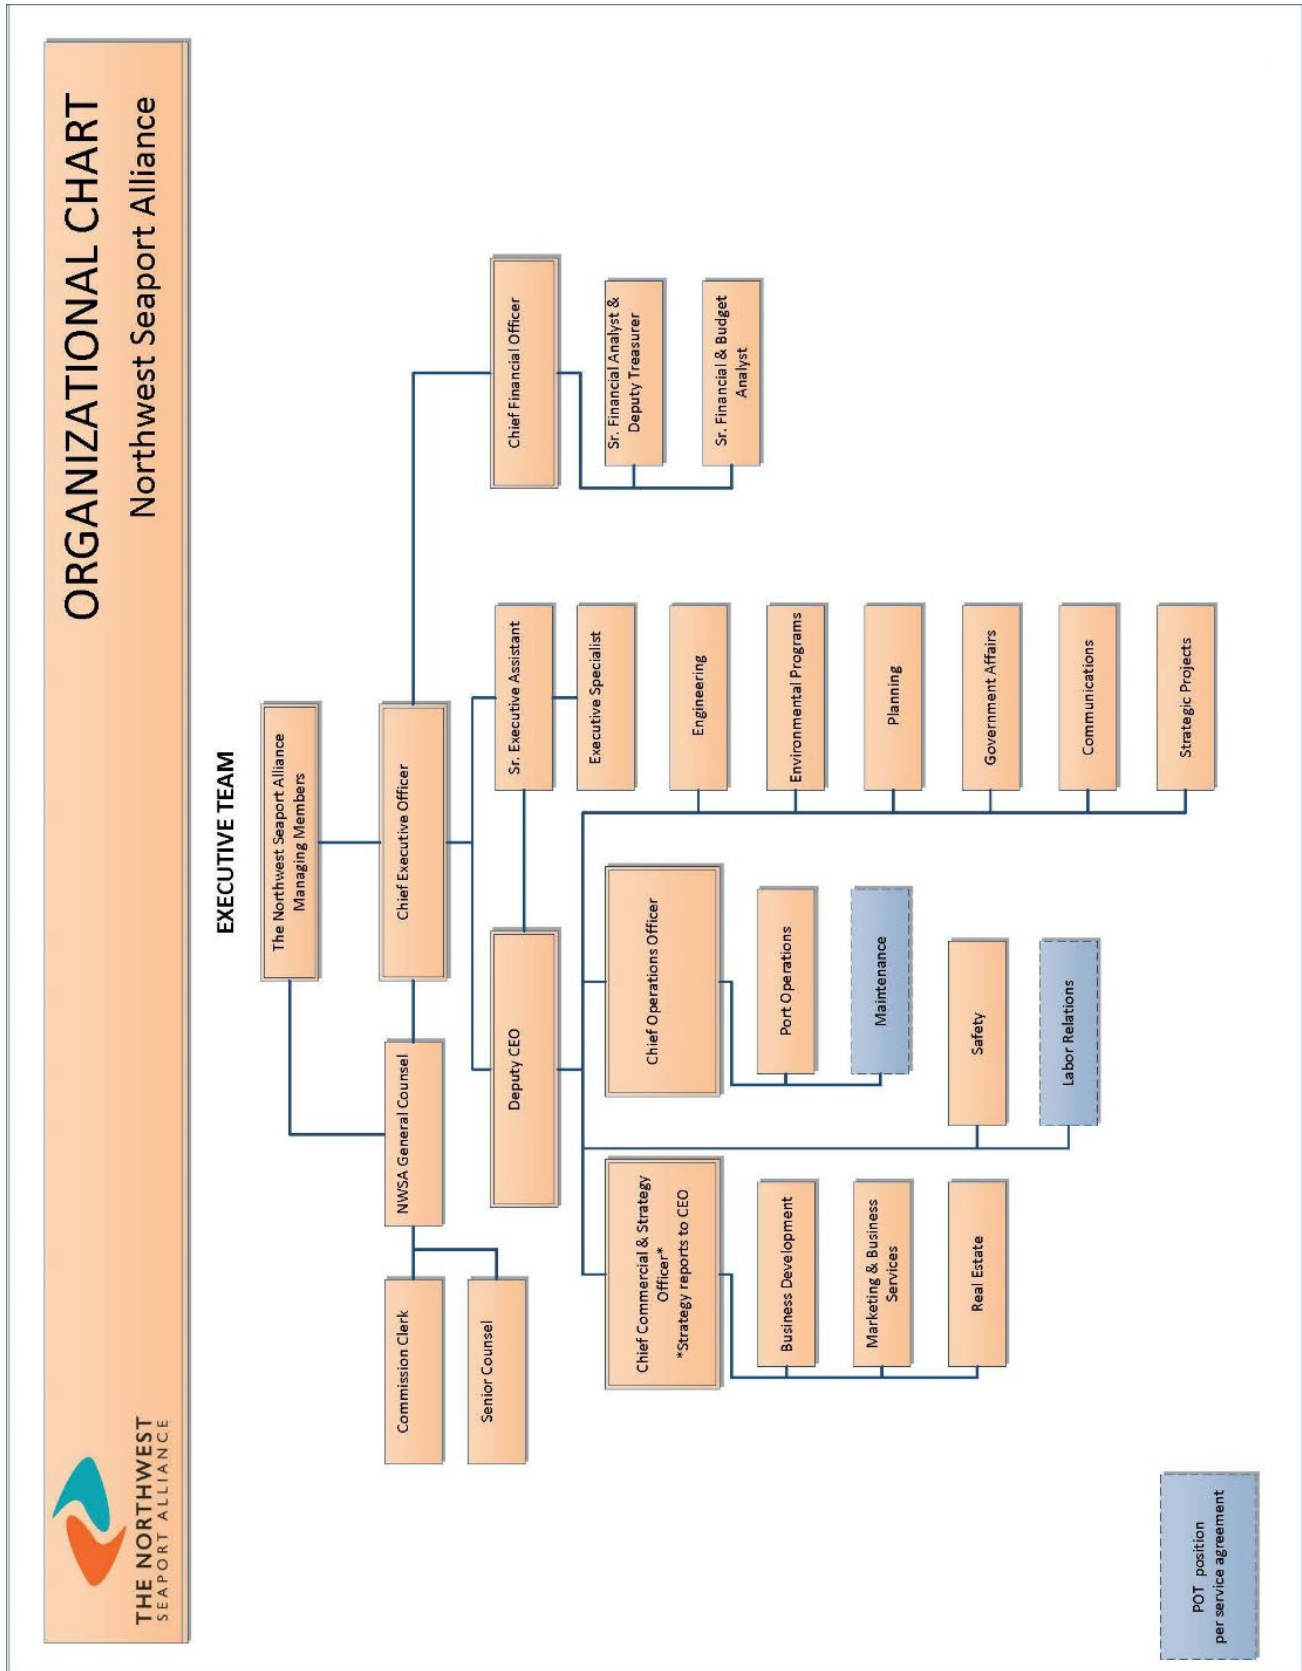 THE NORTHWEST
SEAPORT ALLIANCE
ORGANIZATIONAL CHART
Northwest Seaport Alliance
EXECUTIVE TEAM
The Northwest Seaport Alliance
Managing Members
NWSA General Counsel
Chief Executive Officer
Commission Clerk
Senior Counsel
Deputy CEO
Sr. Executive Assistant
Executive Specialist
Chief Financial Officer
Sr. Financial Analyst &
Deputy Treasurer
Sr. Financial & Budget
Analyst
Chief Commercial & Strategy
Officer*
*Strategy reports to CEO
Business Development
Marketing & Business
Services
Real Estate
Chief Operations Officer
Port Operations
Maintenance
Safety
Labor Relations
Engineering
Environmental Programs
Planning
Government Affairs
Communications
Strategic Projects
POT position
per service agreement